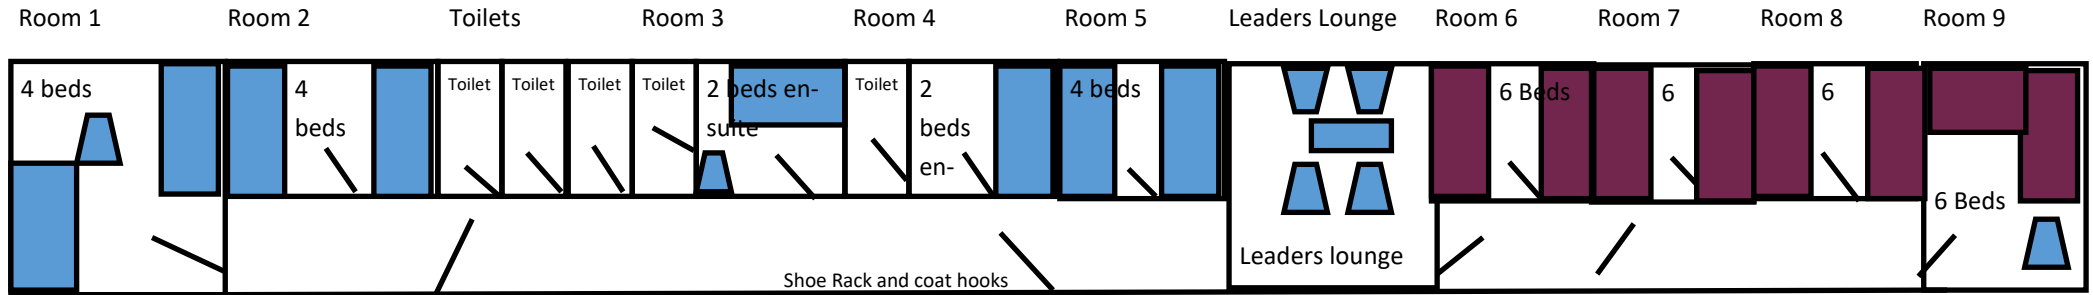 Room 1
Room 2
Toilets
Room 3
Room 4
Room 5
Leaders Lounge
Room 6
Room 7
Room 8
Room 9
4 beds
4
beds
Toilet
Toilet
Toilet
Toilet
2 beds en-
suite
Toilet
2
beds
en-
4 beds
6 Beds
6
6
6 Beds
Leaders lounge
Shoe Rack and coat hooks